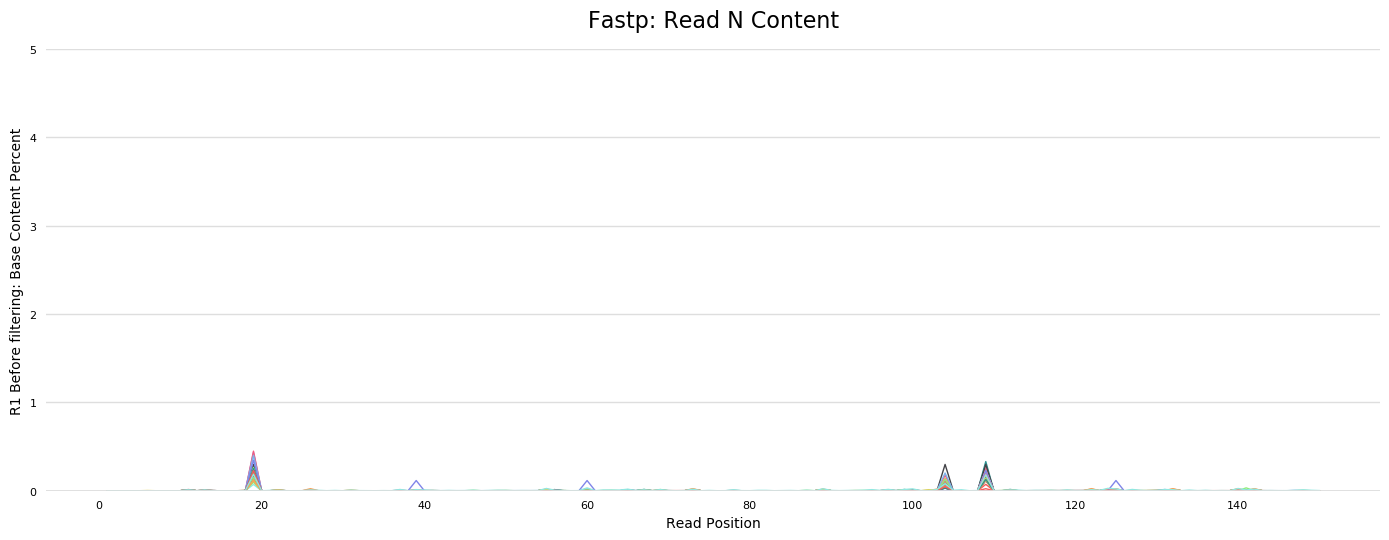 Fastp: Read N Content
R1 Before filtering: Base Content Percent
5
4
3
2
1
0
0 20 40 60 80 100 120 140
Read Position